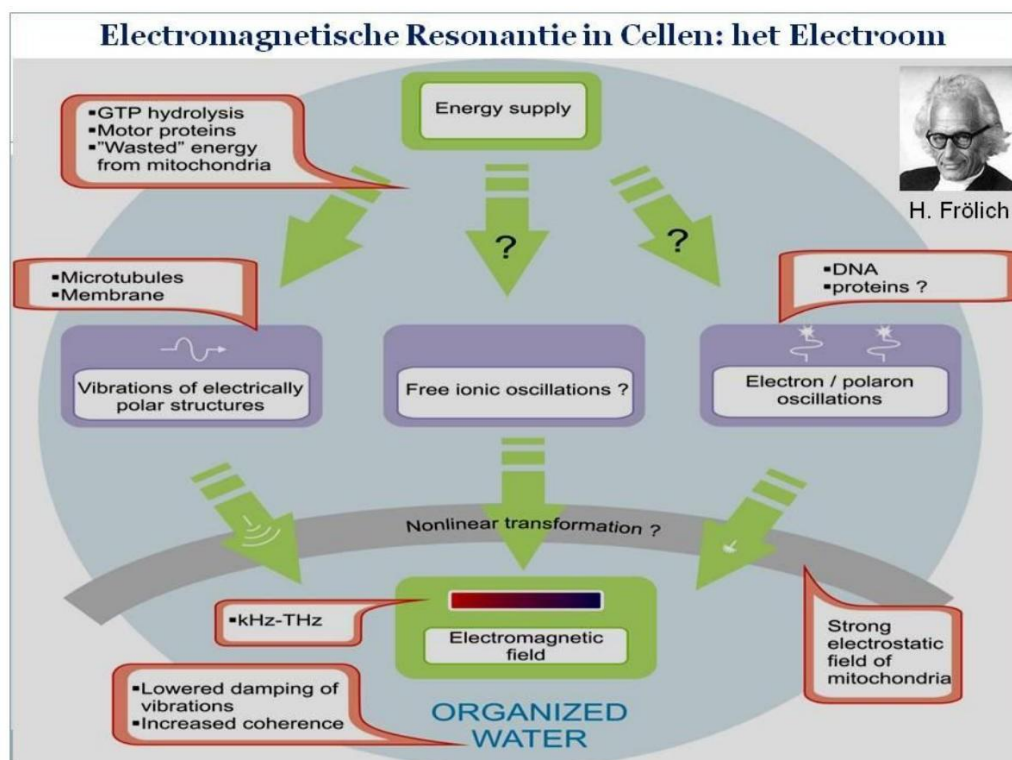 Electromagnetische Resonantie in Cellen: het Electroom
▪GTP hydrolysis
▪Motor proteins
▪"Wasted" energy
from mitochondria
Energy supply
H. Frölich
?
?
▪Microtubules
▪Membrane
▪DNA
▪proteins ?
Vibrations of electrically
polar structures
Free ionic oscillations ?
Electron / polaron
oscillations
Nonlinear transformation ?
▪kHz-THz
Electromagnetic
field
Strong
electrostatic
field of
mitochondria
▪Lowered damping of
vibrations
▪Increased coherence
ORGANIZED
WATER